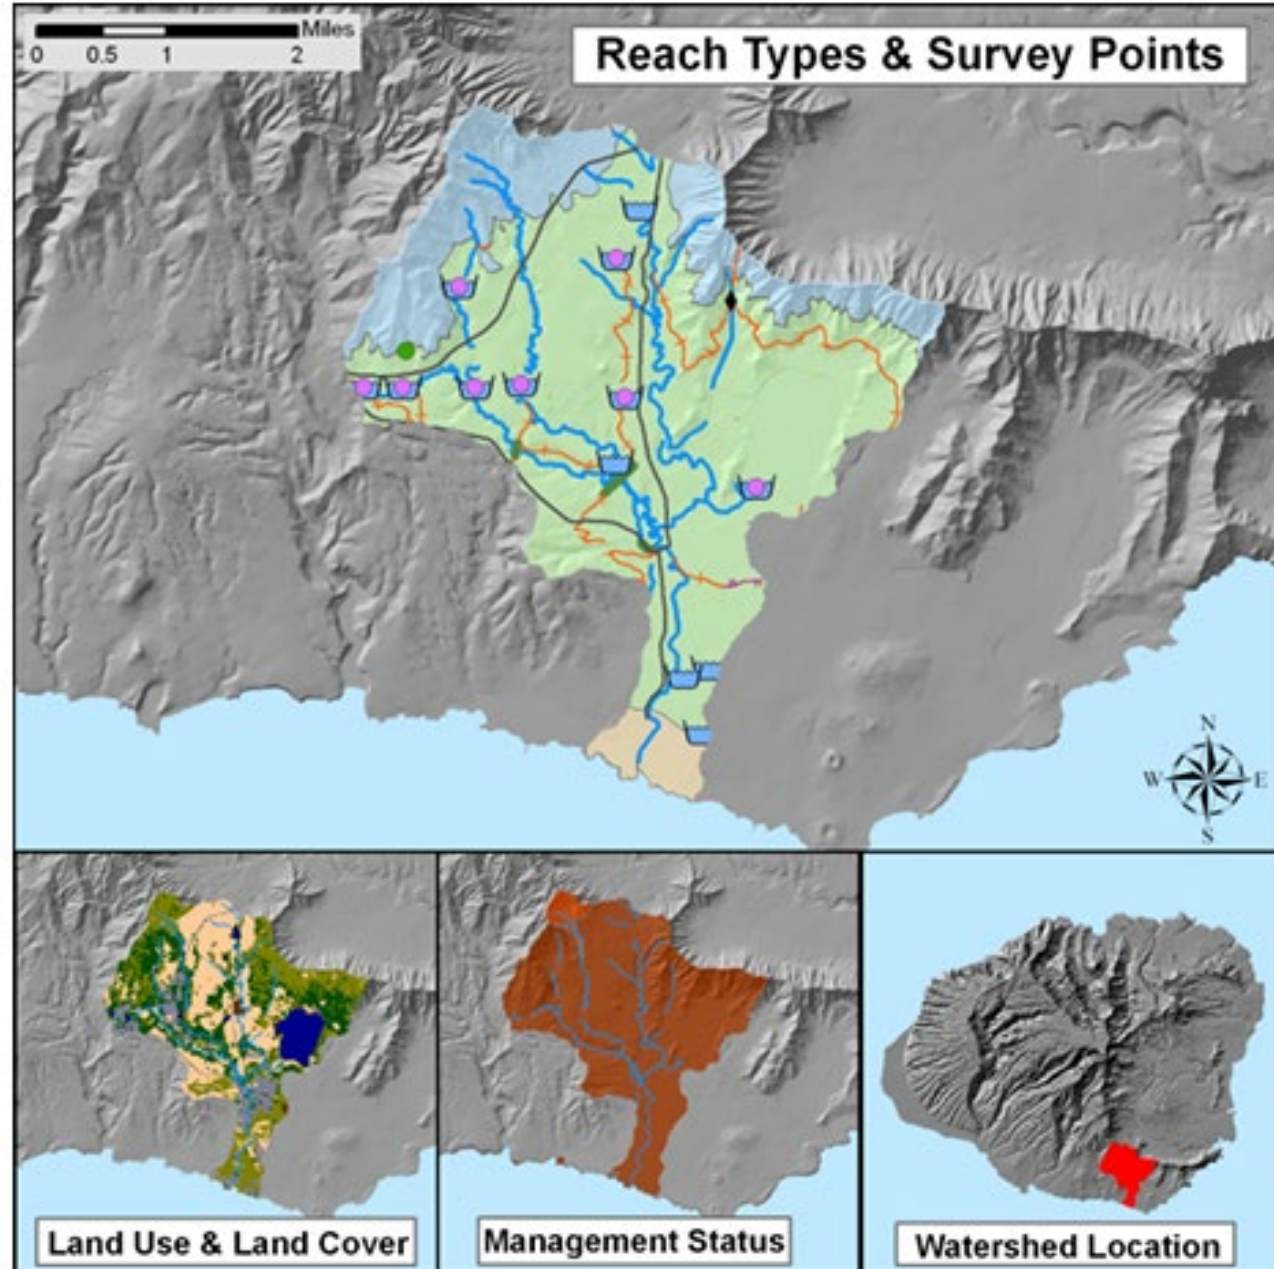 Miles
0 0.5 1 2
Reach Types & Survey Points
N
W E
S
Land Use & Land Cover
Management Status
Watershed Location